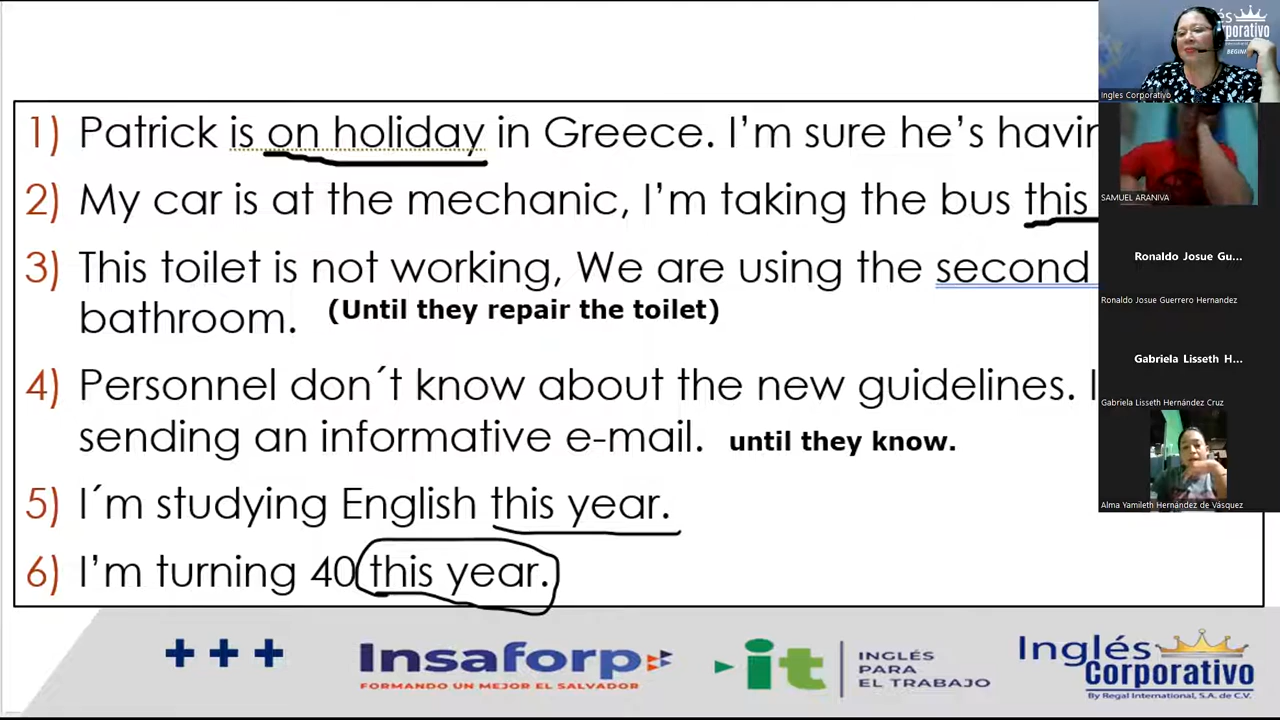 1) Patrick is on holiday in Greece. I'm sure he's havin
2) My car is at the mechanic, I'm taking the bus this
3) This toilet is not working, We are using the second
bathroom. (Until they repair the toilet)
4) Personnel don´t know about the new guidelines. I
sending an informative e-mail. until they know.
5) I´m studying English this year.
6) I'm turning 40 this year.
+++
Insaforp
FORMANDO UN MEJOR EL SALVADOR
it
INGLÉS
PARA
EL TRABAJO
Inglés
Corporativo
By Regal International, S.A. de C.V.
Ingles Corporativo
SAMUEL ARANIVA
Ronaldo Josue Gu...
Ronaldo Josue Guerrero Hernandez
Gabriela Lisseth H...
Gabriela Lisseth Hernández Cruz
Alma Yamileth Hernández de Vásquez